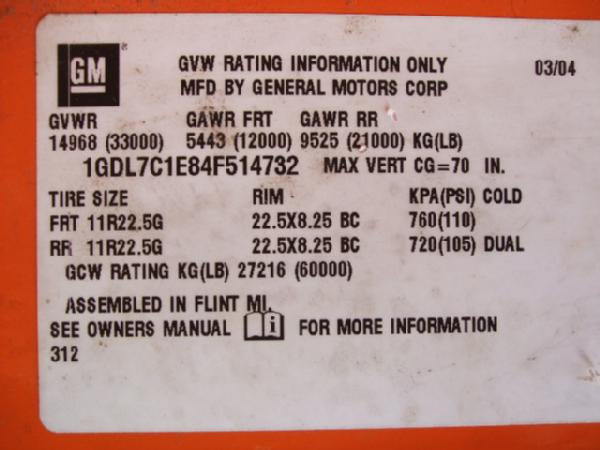 GM
GVW RATING INFORMATION ONLY 03/04
MFD BY GENERAL MOTORS CORP
GVWR GAWR FRT GAWR RR
14968 (33000) 5443 (12000) 9525 (21000) KG(LB)
1GDL7C1E84F514732 MAX VERT CG=70 IN.
TIRE SIZE RIM KPA(PSI) COLD
FRT 11R22.5G 22.5X8.25 BC 760(110)
RR 11R22.5G 22.5X8.25 BC 720(105) DUAL
GCW RATING KG(LB) 27216 (60000)
ASSEMBLED IN FLINT MI.
SEE OWNERS MANUAL i FOR MORE INFORMATION
312